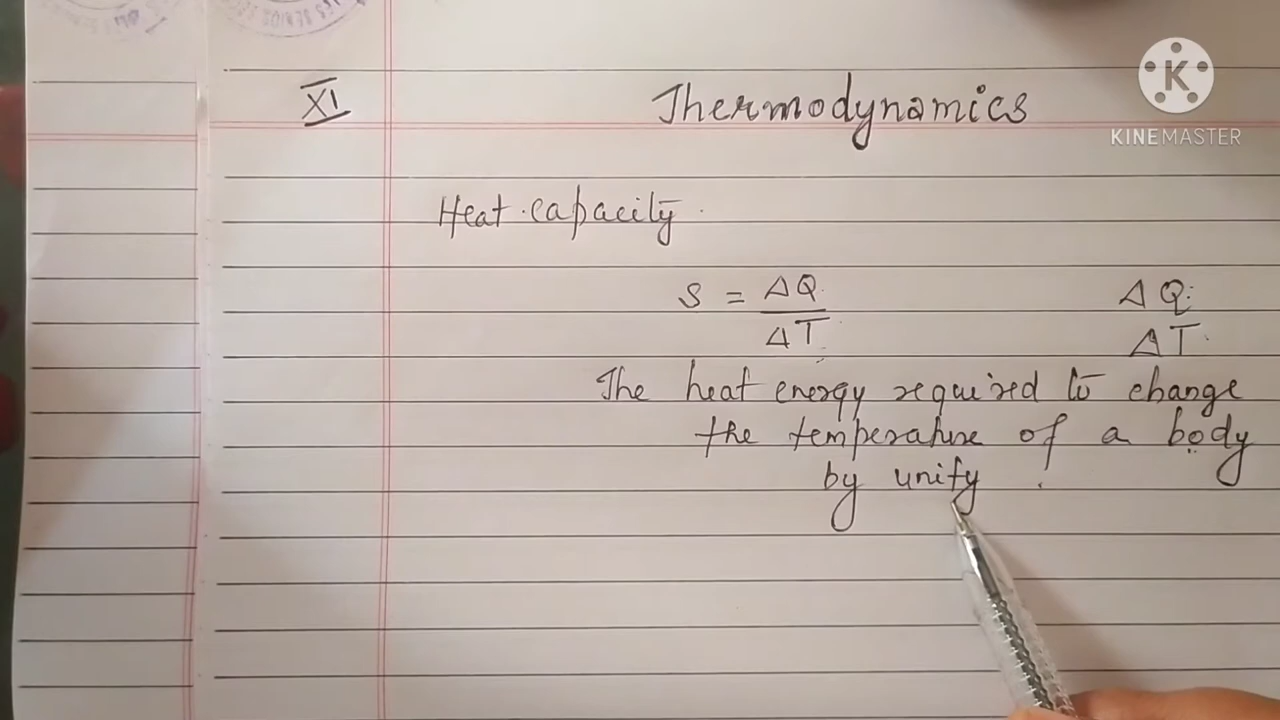 XI
Thermodynamics
K
KINEMASTER
Heat capacity.
S = ΔQ
ΔT
ΔQ
ΔT
The heat energy required to change
the temperature of a body
by unity.